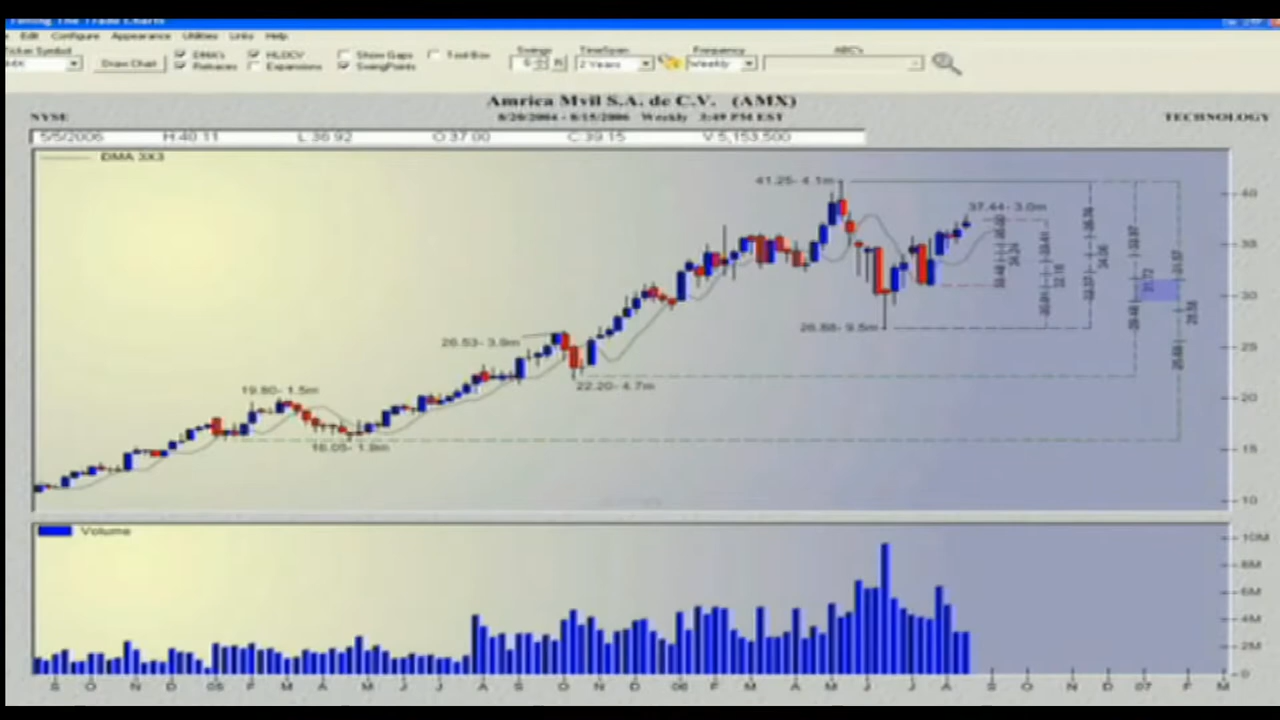 Timing The Trade Charts
Edit Configure Appearance Utilities Links Help
Ticker Symbol
Draw Chart
DMA's
Retraces
HLOCV
Expansions
Show Gaps
SwingPoints
Tool Box
Swings
TimeSpan
2 Years
Frequency
Weekly
ABC's
Amrica Mvil S.A. de C.V. (AMX)
NYSE
8/20/2004 - 8/15/2006 Weekly 3:49 PM EST
TECHNOLOGY
5/5/2006 H:40.11 L:36.92 O:37.00 C:39.15 V:5,153,500
DMA 3X3
41.25- 4.1m
37.44- 3.0m
26.88- 9.5m
26.53- 3.9m
22.20- 4.7m
19.80- 1.5m
16.05- 1.9m
40
35
30
25
20
15
10
Volume
10M
8M
6M
4M
2M
0
S O N D 05 F M A M J J A S O N D 06 F M A M J J A S O N D 07 F M